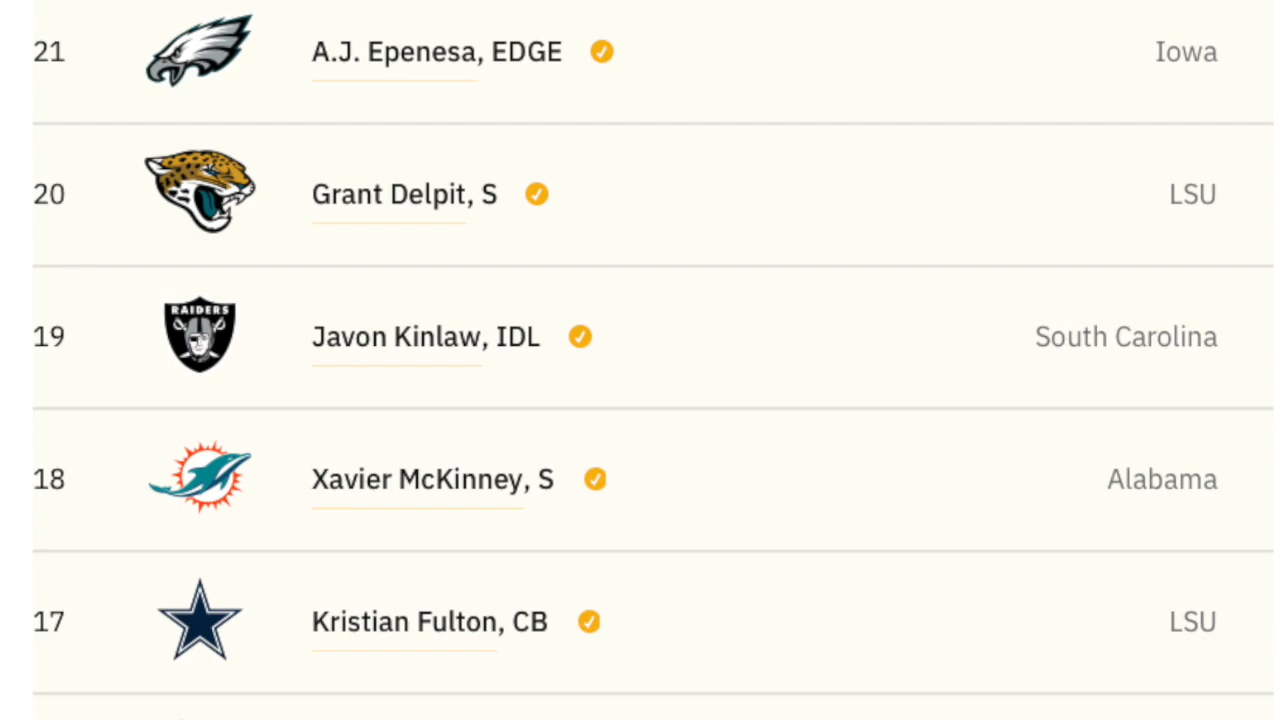 21 A.J. Epenesa, EDGE Iowa
20 Grant Delpit, S LSU
19 RAIDERS Javon Kinlaw, IDL South Carolina
18 Xavier McKinney, S Alabama
17 Kristian Fulton, CB LSU